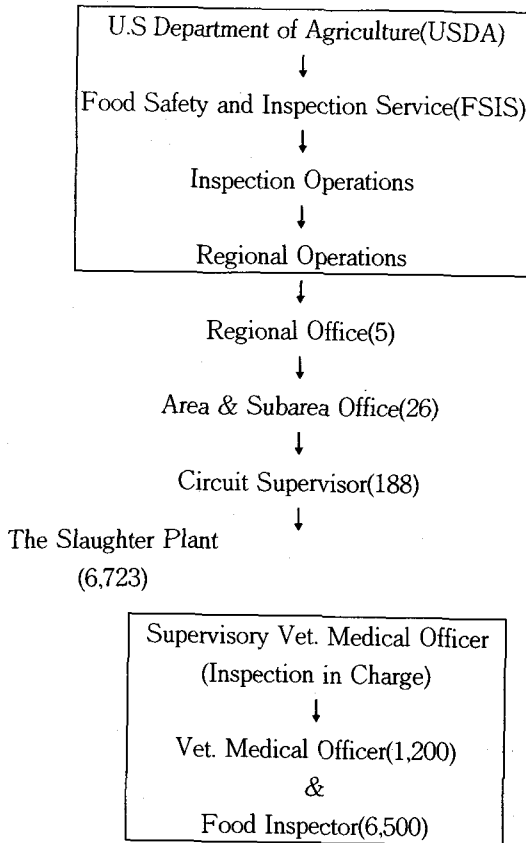 U.S Department of Agriculture(USDA)
↓
Food Safety and Inspection Service(FSIS)
↓
Inspection Operations
↓
Regional Operations
↓
Regional Office(5)
↓
Area & Subarea Office(26)
↓
Circuit Supervisor(188)
↓
The Slaughter Plant
(6,723)
Supervisory Vet. Medical Officer
(Inspection in Charge)
↓
Vet. Medical Officer(1,200)
&
Food Inspector(6,500)